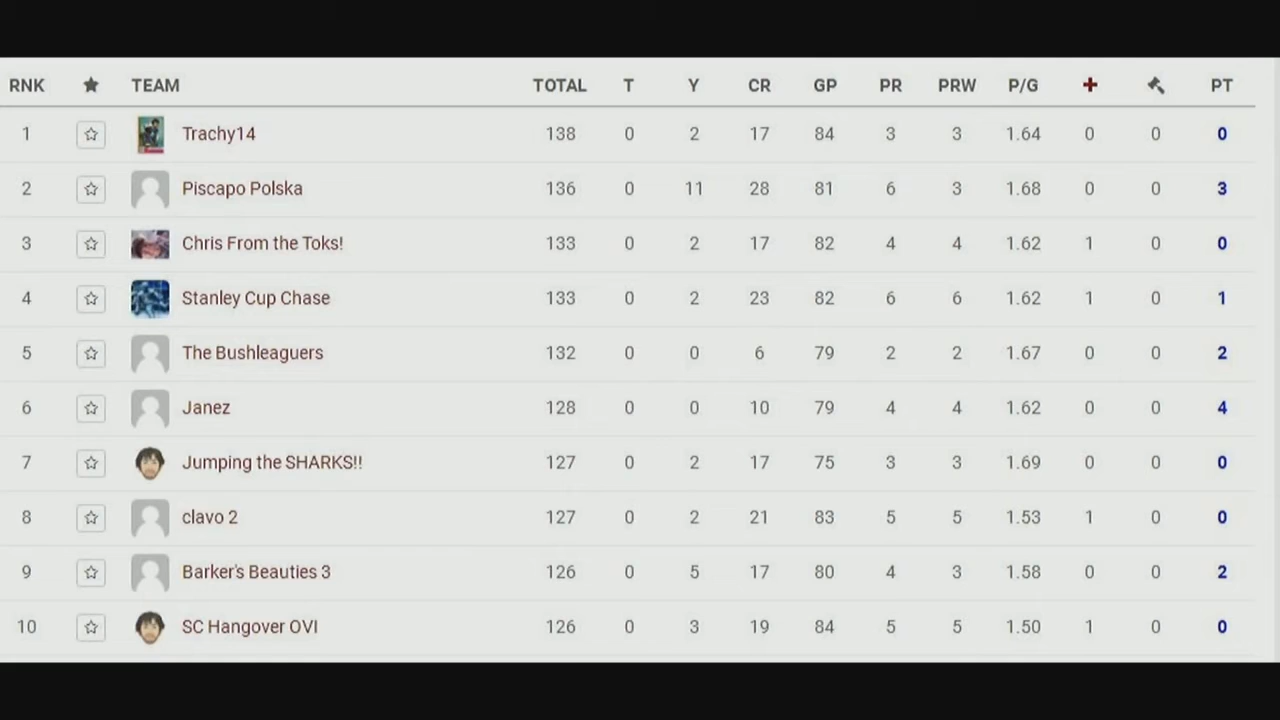 RNK TEAM TOTAL T Y CR GP PR PRW P/G PT
1 Trachy14 138 0 2 17 84 3 3 1.64 0 0 0
2 Piscapo Polska 136 0 11 28 81 6 3 1.68 0 0 3
3 Chris From the Toks! 133 0 2 17 82 4 4 1.62 1 0 0
4 Stanley Cup Chase 133 0 2 23 82 6 6 1.62 1 0 1
5 The Bushleaguers 132 0 0 6 79 2 2 1.67 0 0 2
6 Janez 128 0 0 10 79 4 4 1.62 0 0 4
7 Jumping the SHARKS!! 127 0 2 17 75 3 3 1.69 0 0 0
8 clavo 2 127 0 2 21 83 5 5 1.53 1 0 0
9 Barker's Beauties 3 126 0 5 17 80 4 3 1.58 0 0 2
10 SC Hangover OVI 126 0 3 19 84 5 5 1.50 1 0 0